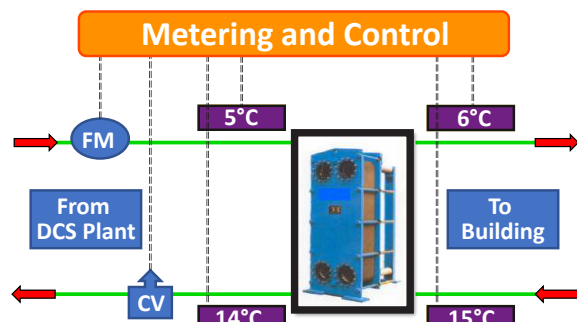 Metering and Control
5°C
6°C
FM
From
DCS Plant
To
Building
CV
14°C
15°C